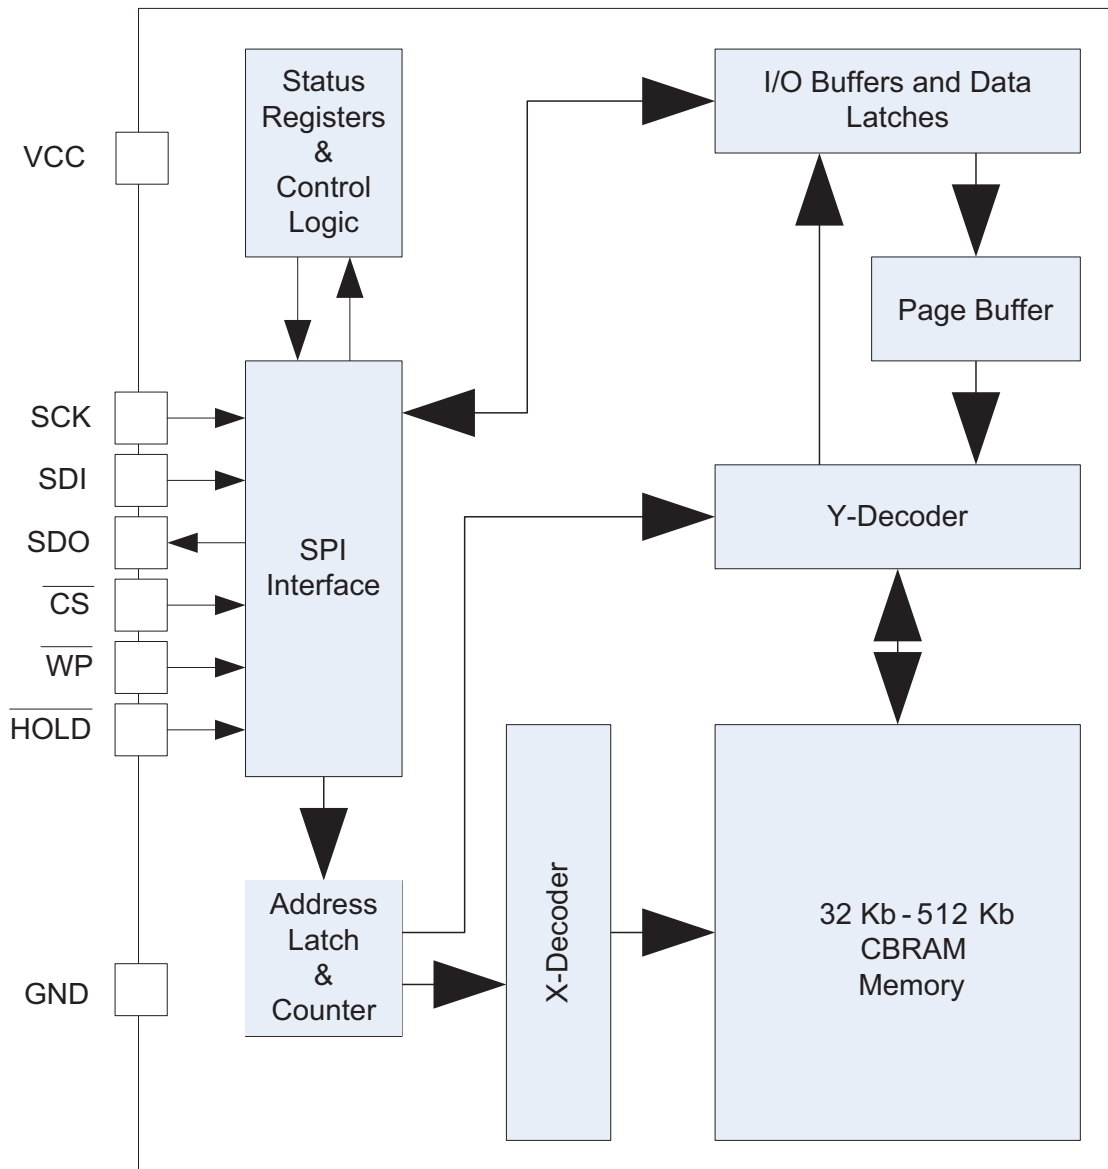 VCC
SCK
SDI
SDO
CS
WP
HOLD
GND
Status
Registers
&
Control
Logic
SPI
Interface
Address
Latch
&
Counter
X-Decoder
I/O Buffers and Data
Latches
Page Buffer
Y-Decoder
32 Kb - 512 Kb
CBRAM
Memory